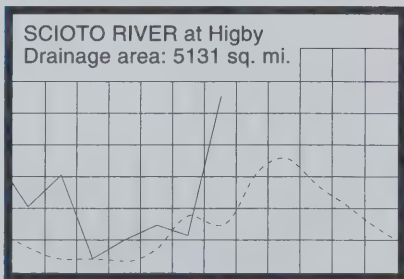 SCIOTO RIVER at Higby
Drainage area: 5131 sq. mi.